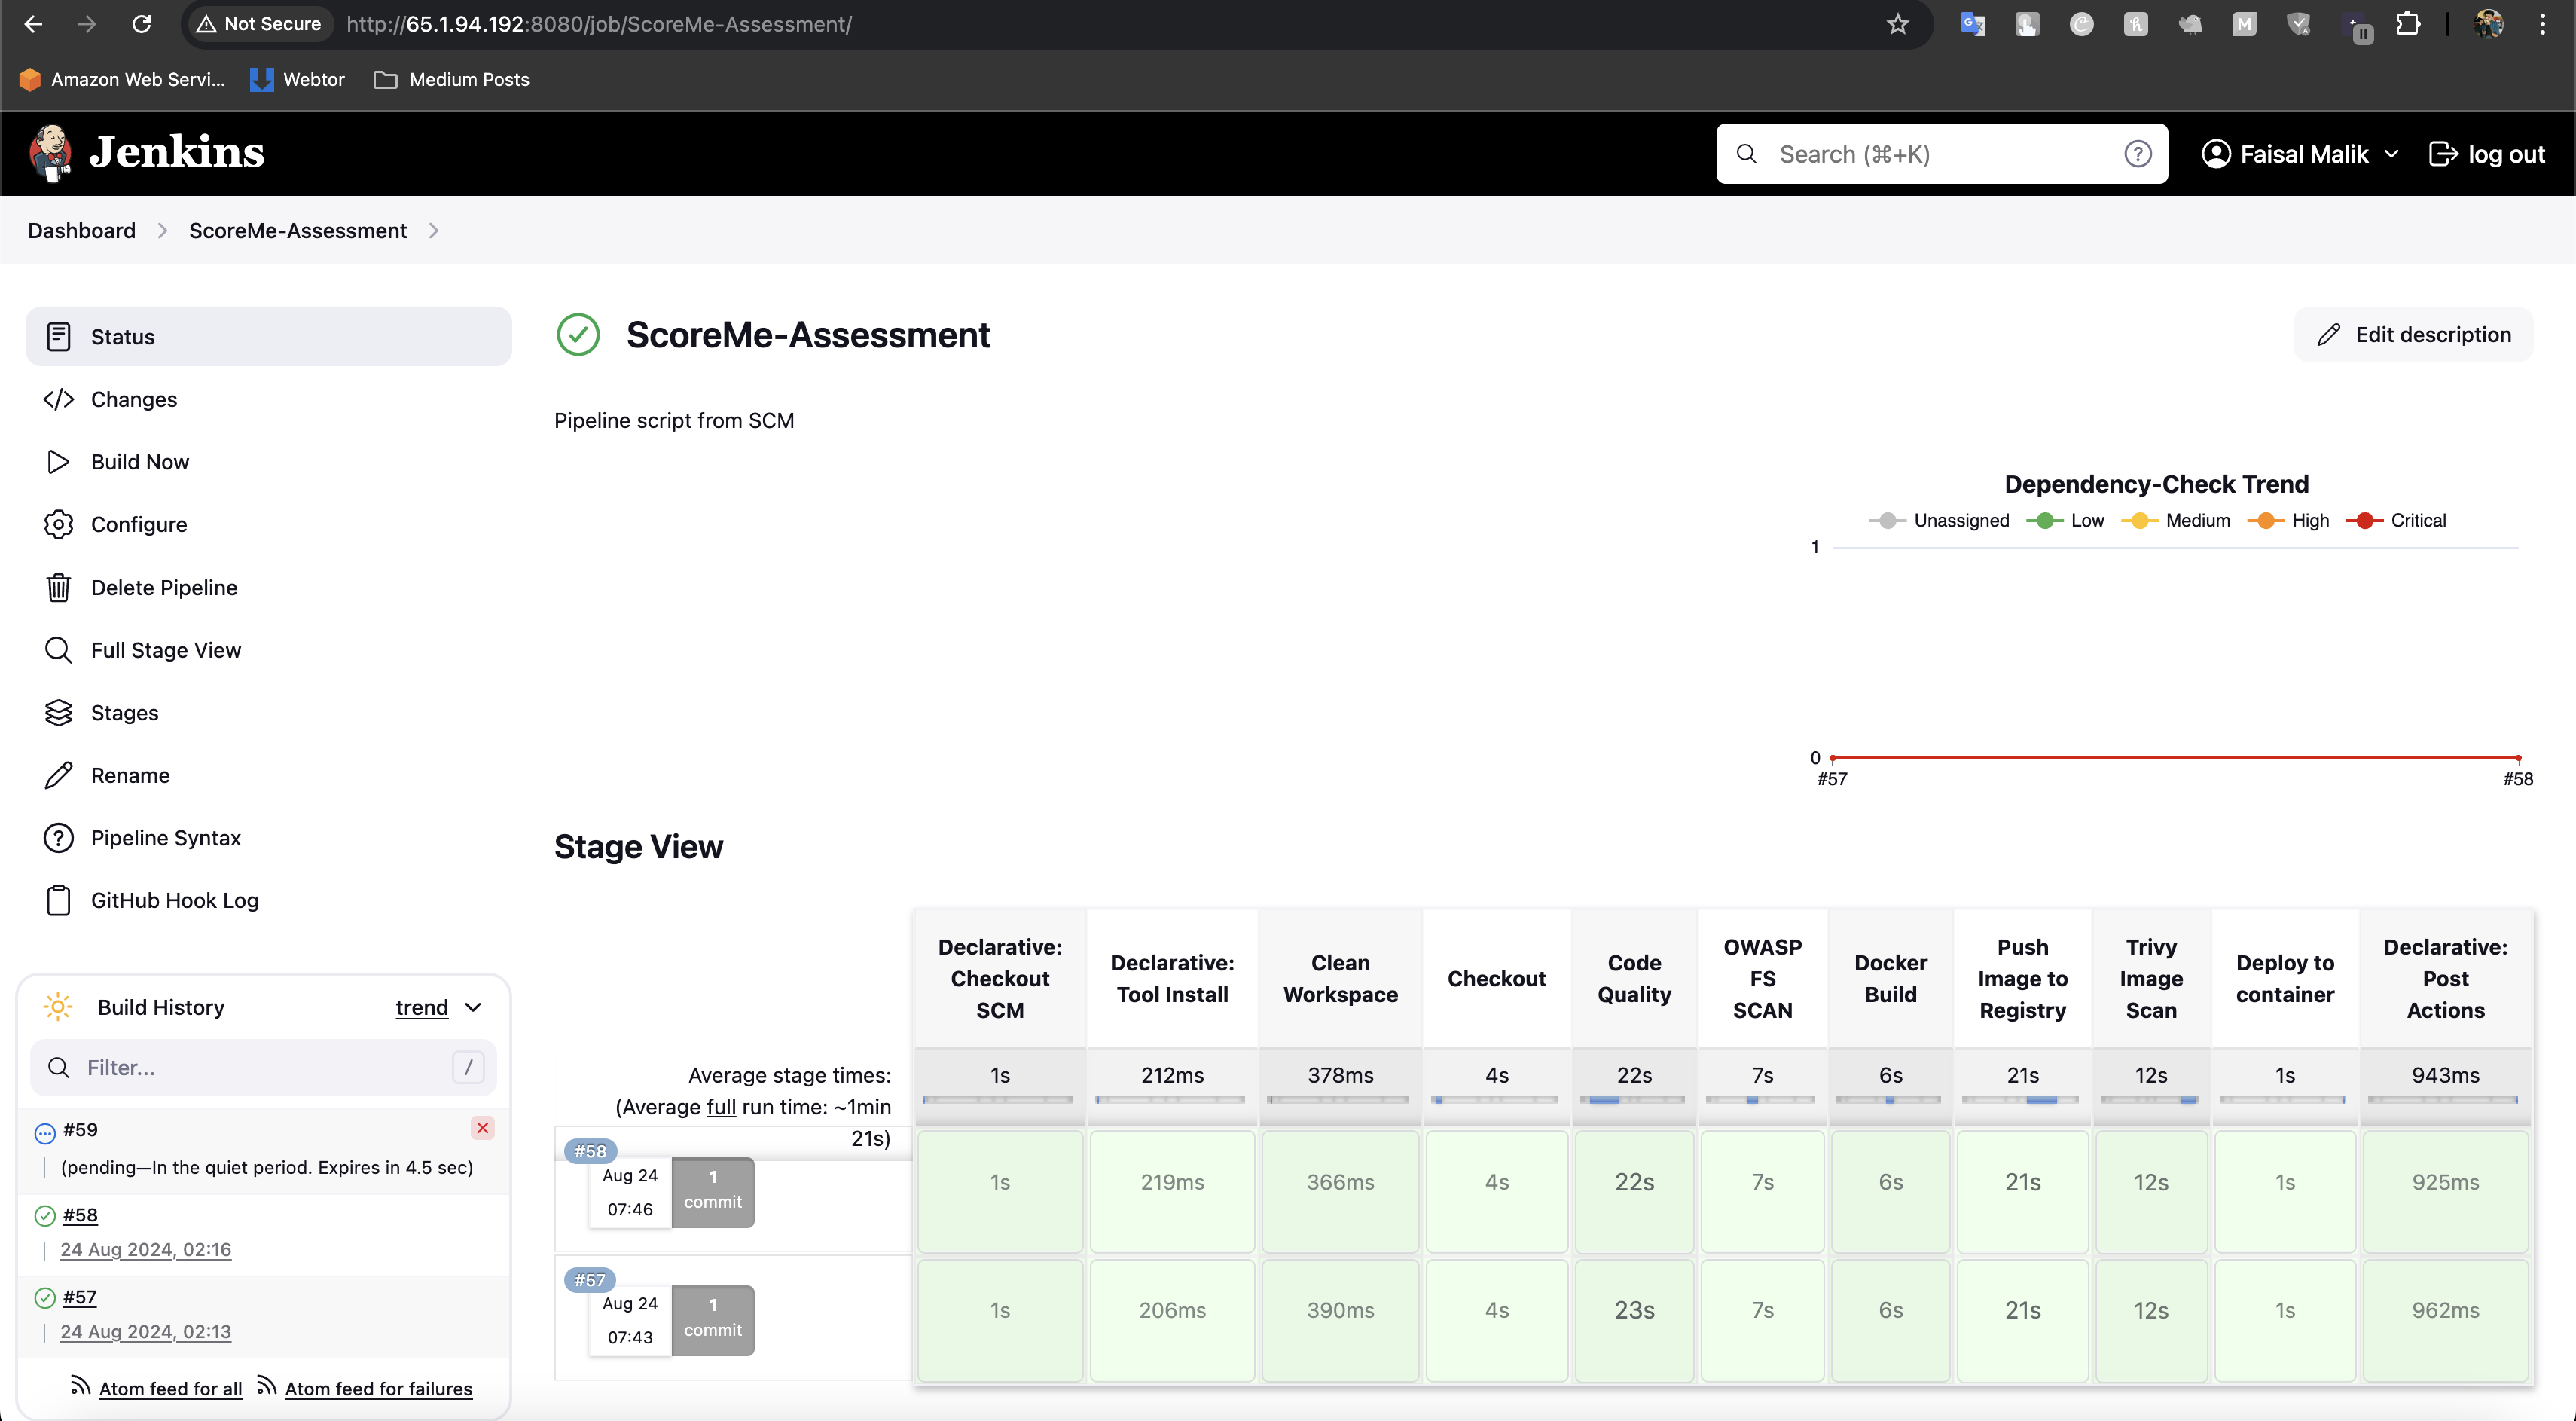 Not Secure
http://65.1.94.192:8080/job/ScoreMe-Assessment/
Amazon Web Servi...
Webtor
Medium Posts
Jenkins
Search (⌘+K)
Faisal Malik
log out
Dashboard
ScoreMe-Assessment
Status
Changes
Build Now
Configure
Delete Pipeline
Full Stage View
Stages
Rename
Pipeline Syntax
GitHub Hook Log
Build History
trend
Filter...
/
#59
(pending—In the quiet period. Expires in 4.5 sec)
#58
24 Aug 2024, 02:16
#57
24 Aug 2024, 02:13
Atom feed for all
Atom feed for failures
ScoreMe-Assessment
Edit description
Pipeline script from SCM
Dependency-Check Trend
Unassigned Low Medium High Critical
1
0
#57
#58
Stage View
Declarative: Checkout SCM
Declarative: Tool Install
Clean Workspace
Checkout
Code Quality
OWASP FS SCAN
Docker Build
Push Image to Registry
Trivy Image Scan
Deploy to container
Declarative: Post Actions
Average stage times:
(Average full run time: ~1min
21s)
1s 212ms 378ms 4s 22s 7s 6s 21s 12s 1s 943ms
#58
Aug 24
07:46
1
commit
1s 219ms 366ms 4s 22s 7s 6s 21s 12s 1s 925ms
#57
Aug 24
07:43
1
commit
1s 206ms 390ms 4s 23s 7s 6s 21s 12s 1s 962ms